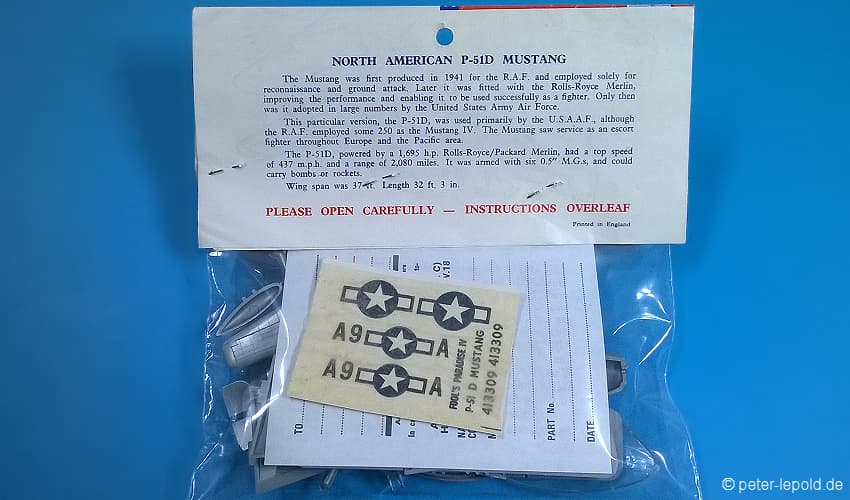 NORTH AMERICAN P-51D MUSTANG
The Mustang was first produced in 1941 for the R.A.F. and employed solely for
reconnaissance and ground attack. Later it was fitted with the Rolls-Royce Merlin,
improving the performance and enabling it to be used successfully as a fighter. Only then
was it adopted in large numbers by the United States Army Air Force.
This particular version, the P-51D, was used primarily by the U.S.A.A.F., although
the R.A.F. employed some 250 as the Mustang IV. The Mustang saw service as an escort
fighter throughout Europe and the Pacific area.
The P-51D, powered by a 1,695 h.p. Rolls-Royce/Packard Merlin, had a top speed
of 437 m.p.h. and a range of 2,080 miles. It was armed with six 0.5" M.G.s, and could
carry bombs or rockets.
Wing span was 37 ft. Length 32 ft. 3 in.
PLEASE OPEN CAREFULLY — INSTRUCTIONS OVERLEAF
Printed in England
A9 A
A9 A
FOOL'S PARADISE IV
P-51 D MUSTANG
413309 413309
TO
PART No.
DATE
V.18
© peter-lepold.de